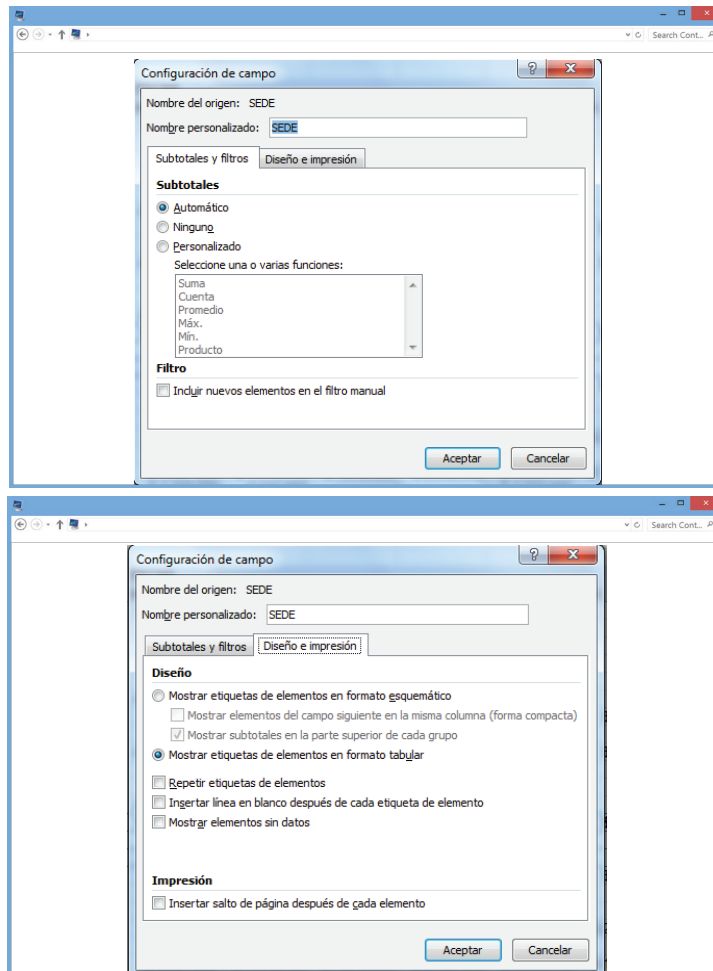 Search Cont...
Configuración de campo
Nombre del origen: SEDE
Nombre personalizado: SEDE
Subtotales y filtros Diseño e impresión
Subtotales
Automático
Ninguno
Personalizado
Seleccione una o varias funciones:
Suma
Cuenta
Promedio
Máx.
Mín.
Producto
Filtro
Incluir nuevos elementos en el filtro manual
Aceptar Cancelar
Search Cont...
Configuración de campo
Nombre del origen: SEDE
Nombre personalizado: SEDE
Subtotales y filtros Diseño e impresión
Diseño
Mostrar etiquetas de elementos en formato esquemático
Mostrar elementos del campo siguiente en la misma columna (forma compacta)
Mostrar subtotales en la parte superior de cada grupo
Mostrar etiquetas de elementos en formato tabular
Repetir etiquetas de elementos
Insertar línea en blanco después de cada etiqueta de elemento
Mostrar elementos sin datos
Impresión
Insertar salto de página después de cada elemento
Aceptar Cancelar